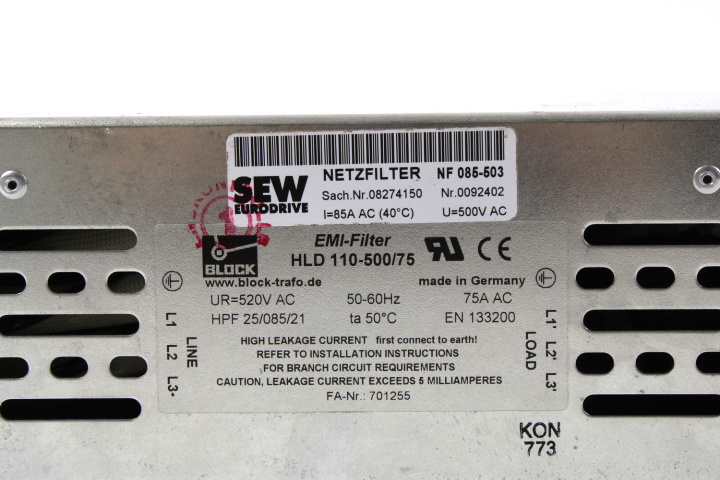 NETZFILTER NF 085-503
SEW
EURODRIVE
Sach.Nr.08274150 Nr.0092402
I=85A AC (40°C) U=500V AC
1
EMI-Filter
HLD 110-500/75
BLOCK
www.block-trafo.de made in Germany
UR=520V AC 50-60Hz 75A AC
HPF 25/085/21 ta 50°C EN 133200
HIGH LEAKAGE CURRENT first connect to earth!
REFER TO INSTALLATION INSTRUCTIONS
FOR BRANCH CIRCUIT REQUIREMENTS
CAUTION, LEAKAGE CURRENT EXCEEDS 5 MILLIAMPERES
FA-Nr.: 701255
L1 L2 L3
LINE
L1' L2' L3'
LOAD
KON
773